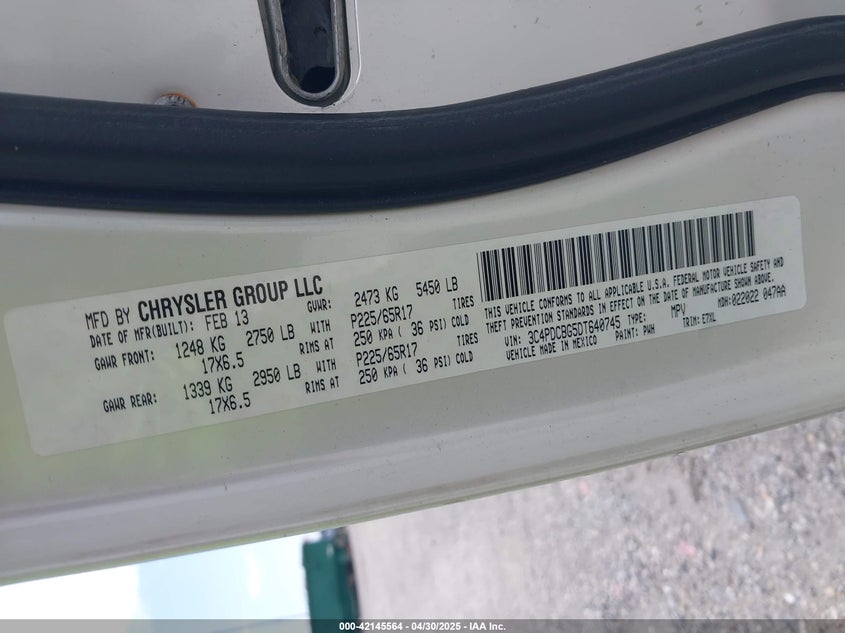 MFD BY CHRYSLER GROUP LLC
DATE OF MFR(BUILT): FEB 13 GVWR: 2473 KG 5450 LB
GAWR FRONT: 1248 KG 2750 LB WITH P225/65R17 TIRES
17X6.5 RIMS AT 250 KPA ( 36 PSI) COLD
GAWR REAR: 1339 KG 2950 LB WITH P225/65R17 TIRES
17X6.5 RIMS AT 250 KPA ( 36 PSI) COLD
THIS VEHICLE CONFORMS TO ALL APPLICABLE U.S.A. FEDERAL MOTOR VEHICLE SAFETY AND
THEFT PREVENTION STANDARDS IN EFFECT ON THE DATE OF MANUFACTURE SHOWN ABOVE.
VIN: 3C4PDCBG5DT640745 TYPE: MPV MDH:022022 047AA
VEHICLE MADE IN MEXICO PAINT: PWH TRIM: E7XL
000-42145564 - 04/30/2025 - IAA Inc.